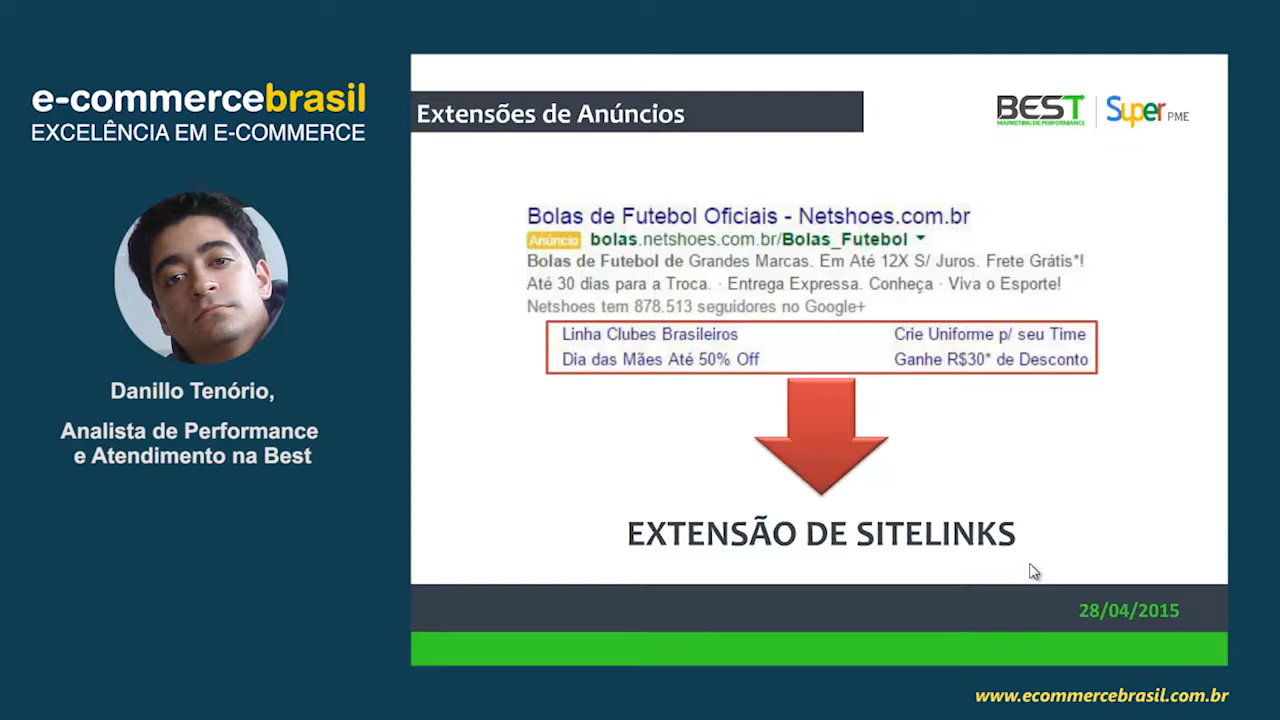 e-commercebrasil
EXCELÊNCIA EM E-COMMERCE
Danillo Tenório,
Analista de Performance
e Atendimento na Best
Extensões de Anúncios
BEST
MARKETING DE PERFORMANCE
Super PME
Bolas de Futebol Oficiais - Netshoes.com.br
Anúncio bolas.netshoes.com.br/Bolas_Futebol
Bolas de Futebol de Grandes Marcas. Em Até 12X S/ Juros. Frete Grátis*!
Até 30 dias para a Troca. · Entrega Expressa. Conheça · Viva o Esporte!
Netshoes tem 878.513 seguidores no Google+
Linha Clubes Brasileiros Crie Uniforme p/ seu Time
Dia das Mães Até 50% Off Ganhe R$30* de Desconto
EXTENSÃO DE SITELINKS
28/04/2015
www.ecommercebrasil.com.br